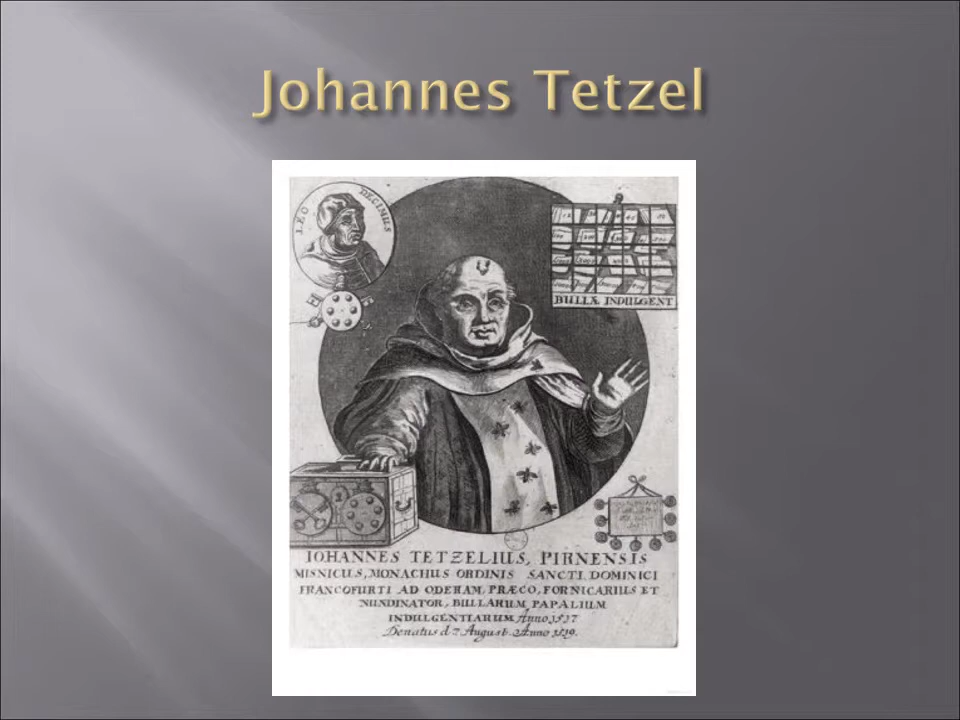 Johannes Tetzel
LEO DECIMUS
BULLÆ INDULGENT
IOHANNES TETZELIUS, PIRNENSIS
MISNICUS, MONACHUS ORDINIS SANCTI DOMINICI
FRANCOFURTI AD ODERAM, PRÆCO, FORNICARIUS ET
NUNDINATOR, BULLARUM PAPALIUM
INDULGENTIARUM Anno 1517
Denatus d 7 August. Anno 1519.